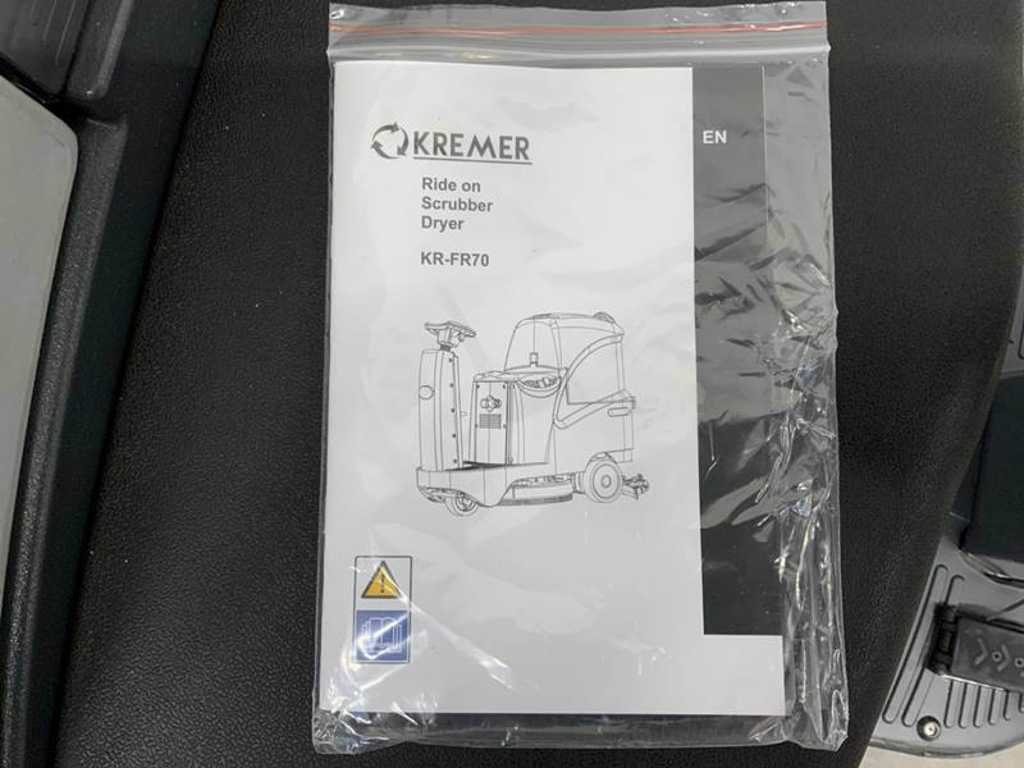 KREMER
EN
Ride on
Scrubber
Dryer
KR-FR70